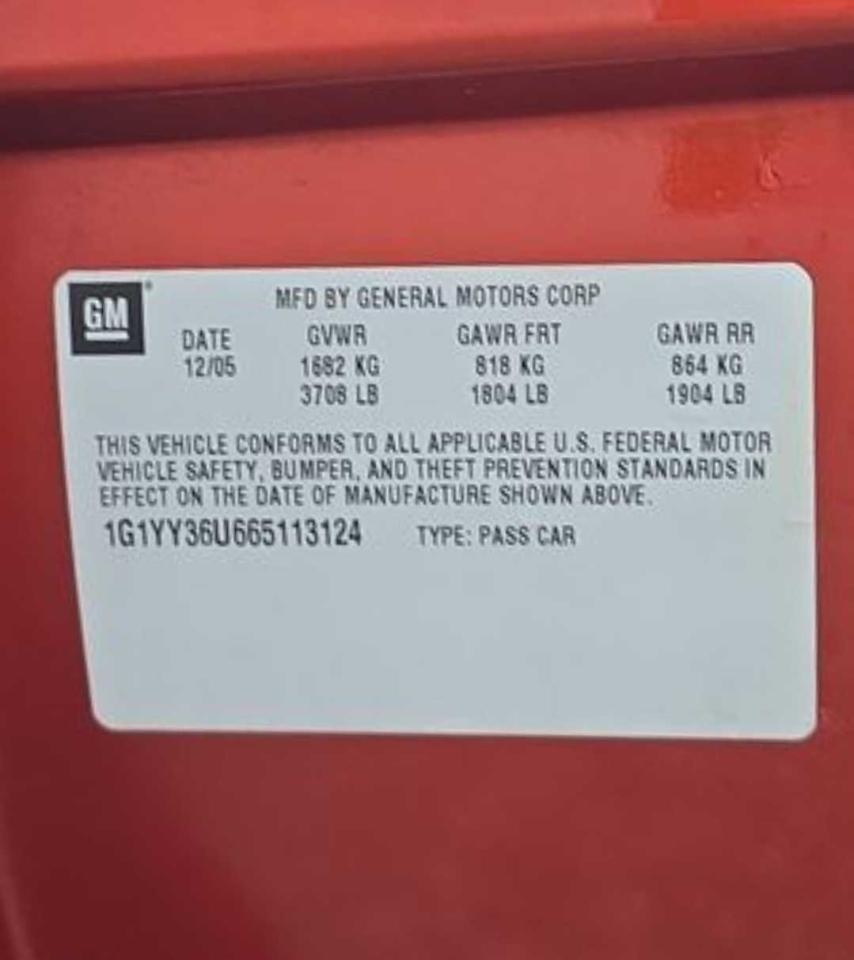 GM
MFD BY GENERAL MOTORS CORP
DATE GVWR GAWR FRT GAWR RR
12/05 1682 KG 818 KG 864 KG
3708 LB 1804 LB 1904 LB
THIS VEHICLE CONFORMS TO ALL APPLICABLE U.S. FEDERAL MOTOR
VEHICLE SAFETY, BUMPER, AND THEFT PREVENTION STANDARDS IN
EFFECT ON THE DATE OF MANUFACTURE SHOWN ABOVE.
1G1YY36U665113124 TYPE: PASS CAR